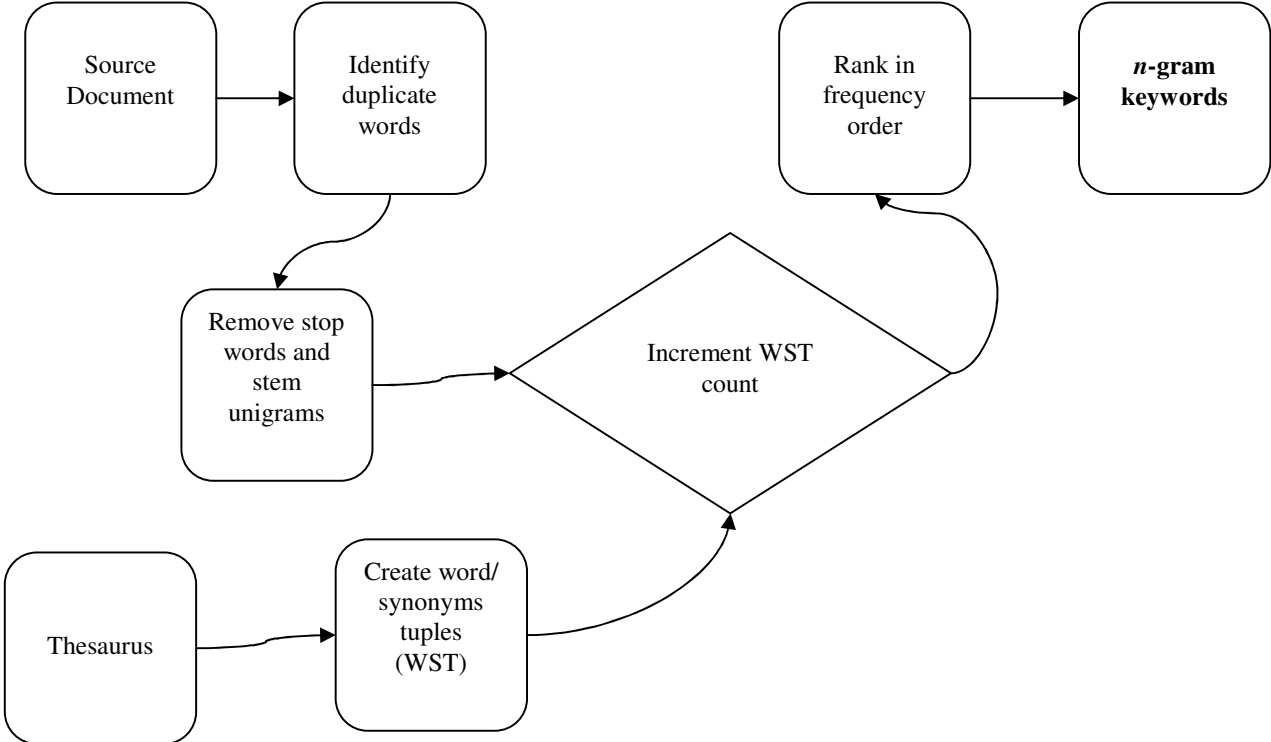 Source
Document
Identify
duplicate
words
Rank in
frequency
order
n-gram
keywords
Remove stop
words and
stem
unigrams
Increment WST
count
Thesaurus
Create word/
synonyms
tuples
(WST)